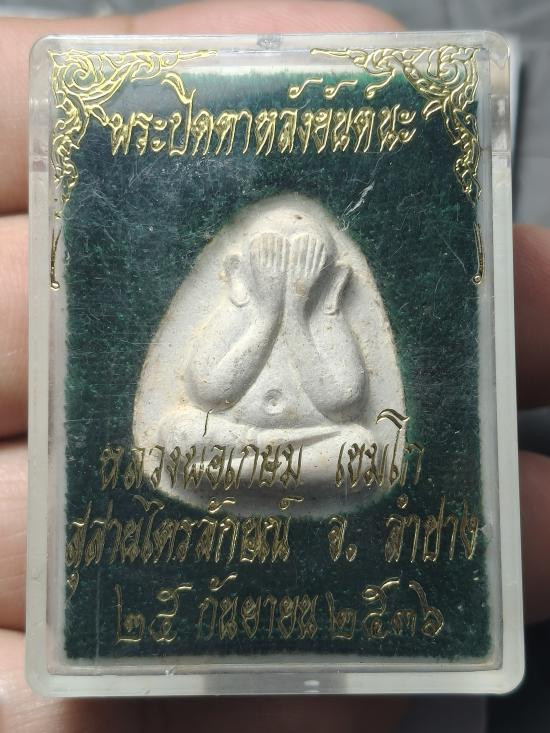 พระปิดตาหลังยันต์นะ
หลวงพ่อเกษม เขมโก
สุสานไตรลักษณ์ จ. ลำปาง
๒๕ กันยายน ๒๕๓๖